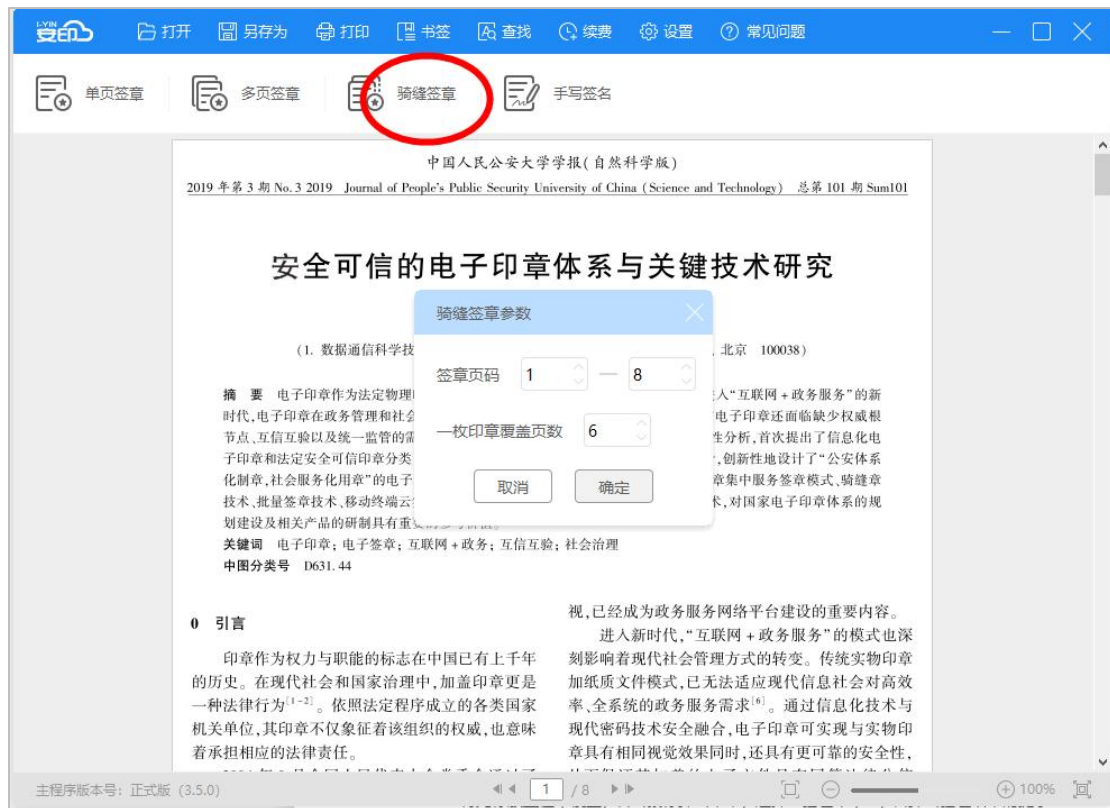 i-YIN
安印
打开 另存为 打印 书签 查找 续费 设置 常见问题
单页签章 多页签章 骑缝签章 手写签名
中国人民公安大学学报(自然科学版)
2019 年第 3 期 No. 3 2019 Journal of People's Public Security University of China (Science and Technology) 总第 101 期 Sum101
安全可信的电子印章体系与关键技术研究
骑缝签章参数
(1. 数据通信科学技 北京 100038)
签章页码 1 — 8
摘 要 电子印章作为法定物理 “互联网 + 政务服务”的新
时代,电子印章在政务管理和社会 电子印章还面临缺少权威根
节点、互信互验以及统一监管的需 性分析,首次提出了信息化电
一枚印章覆盖页数 6
子印章和法定安全可信印章分类 ,创新性地设计了“公安体系
化制章,社会服务化用章”的电子 章集中服务签章模式、骑缝章
取消 确定
技术、批量签章技术、移动终端云 ,对国家电子印章体系的规
划建设及相关产品的研制具有重
关键词 电子印章; 电子签章; 互联网 + 政务; 互信互验; 社会治理
中图分类号 D631. 44
0 引言
印章作为权力与职能的标志在中国已有上千年
的历史。在现代社会和国家治理中,加盖印章更是
一种法律行为[1-2]。依照法定程序成立的各类国家
机关单位,其印章不仅象征着该组织的权威,也意味
着承担相应的法律责任。
视,已经成为政务服务网络平台建设的重要内容。
进入新时代,“互联网 + 政务服务”的模式也深
刻影响着现代社会管理方式的转变。传统实物印章
加纸质文件模式,已无法适应现代信息社会对高效
率、全系统的政务服务需求[6]。通过信息化技术与
现代密码技术安全融合,电子印章可实现与实物印
章具有相同视觉效果同时,还具有更可靠的安全性,
主程序版本号: 正式版 (3.5.0) 1 / 8 100%